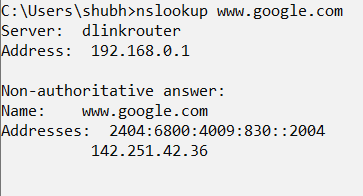 C:\Users\shubh>nslookup www.google.com
Server:  dlinkrouter
Address:  192.168.0.1

Non-authoritative answer:
Name:    www.google.com
Addresses:  2404:6800:4009:830::2004
          142.251.42.36